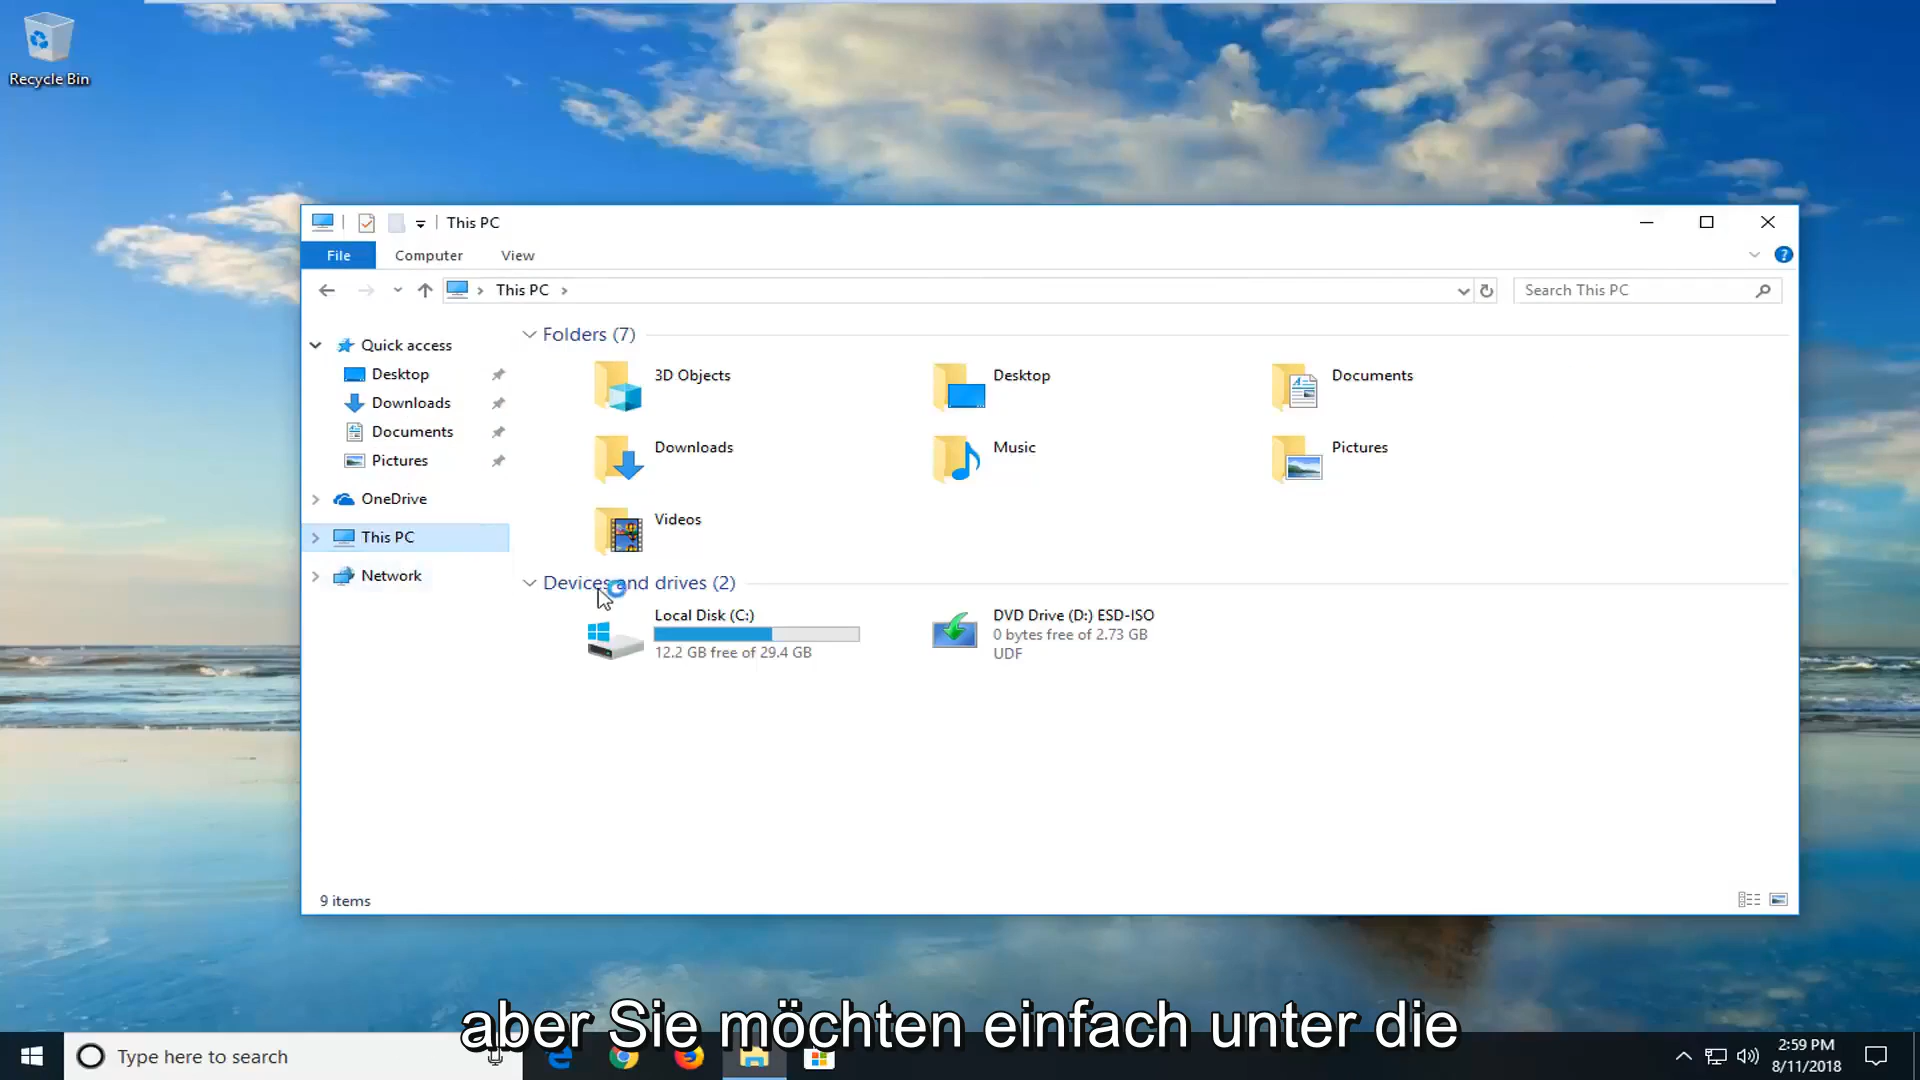 Recycle Bin
This PC
File
Computer
View
This PC
Search This PC
Quick access
Desktop
Downloads
Documents
Pictures
OneDrive
This PC
Network
Folders (7)
3D Objects
Desktop
Documents
Downloads
Music
Pictures
Videos
Devices and drives (2)
Local Disk (C:)
12.2 GB free of 29.4 GB
DVD Drive (D:) ESD-ISO
0 bytes free of 2.73 GB
UDF
9 items
aber Sie möchten einfach unter die
Type here to search
2:59 PM
8/11/2018